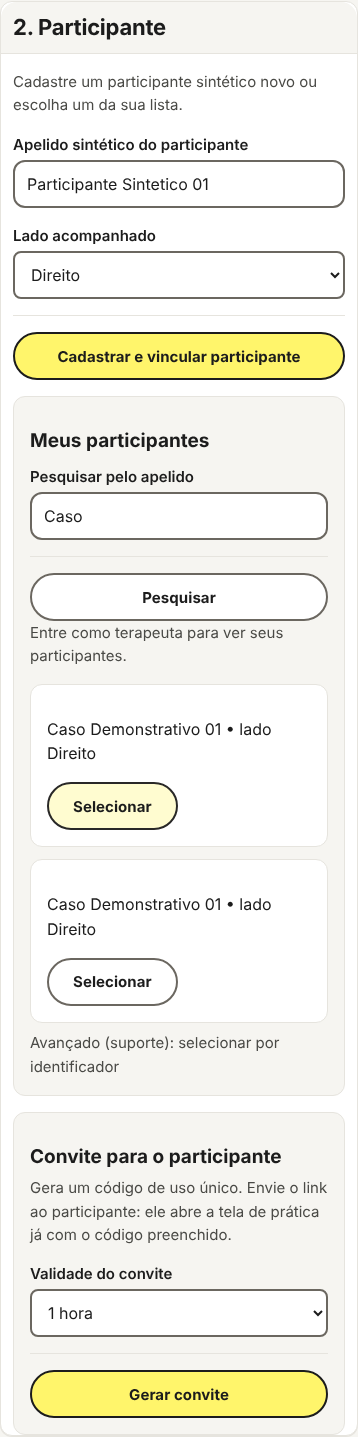 2. Participante
Cadastre um participante sintético novo ou
escolha um da sua lista.
Apelido sintético do participante
Participante Sintetico 01
Lado acompanhado
Direito
Cadastrar e vincular participante
Meus participantes
Pesquisar pelo apelido
Caso
Pesquisar
Entre como terapeuta para ver seus
participantes.
Caso Demonstrativo 01 • lado
Direito
Selecionar
Caso Demonstrativo 01 • lado
Direito
Selecionar
Avançado (suporte): selecionar por
identificador
Convite para o participante
Gera um código de uso único. Envie o link
ao participante: ele abre a tela de prática
já com o código preenchido.
Validade do convite
1 hora
Gerar convite